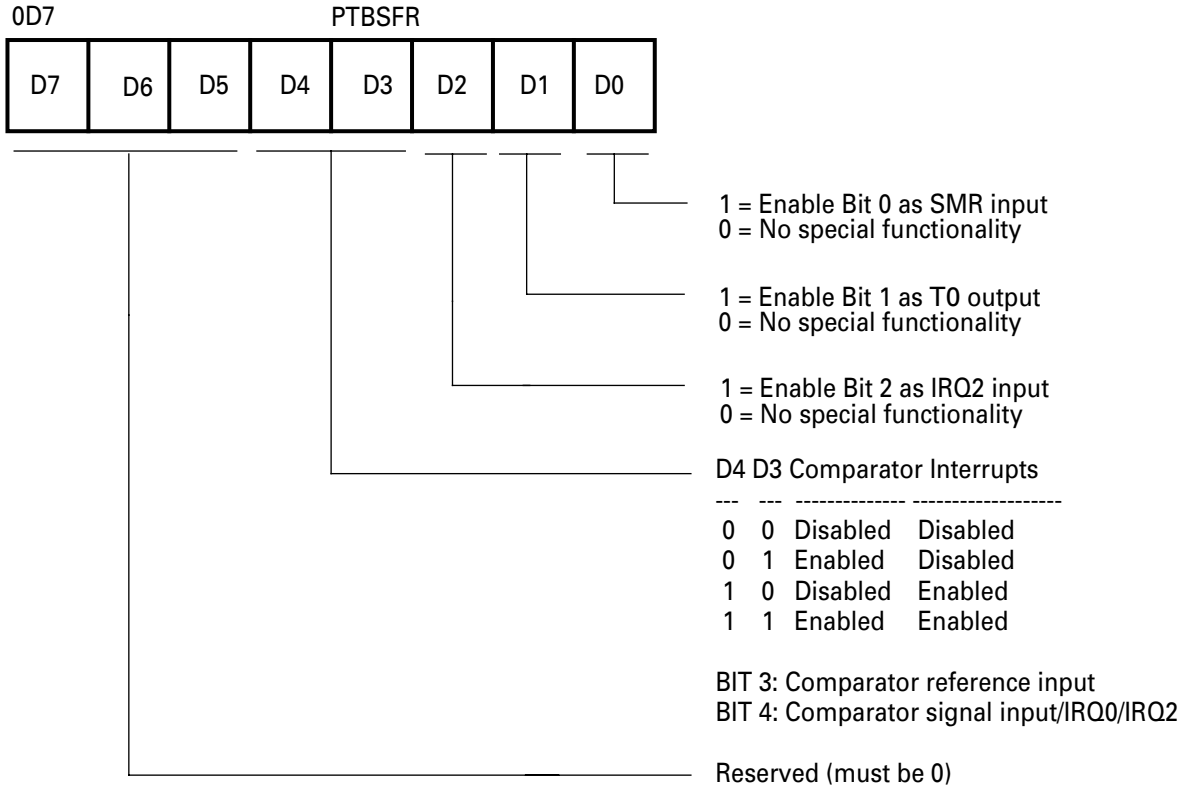 0D7 PTBSFR
D7 D6 D5 D4 D3 D2 D1 D0
1 = Enable Bit 0 as SMR input
0 = No special functionality
1 = Enable Bit 1 as T0 output
0 = No special functionality
1 = Enable Bit 2 as IRQ2 input
0 = No special functionality
D4 D3 Comparator Interrupts
--- --- -------------- -------------------
0 0 Disabled Disabled
0 1 Enabled Disabled
1 0 Disabled Enabled
1 1 Enabled Enabled
BIT 3: Comparator reference input
BIT 4: Comparator signal input/IRQ0/IRQ2
Reserved (must be 0)